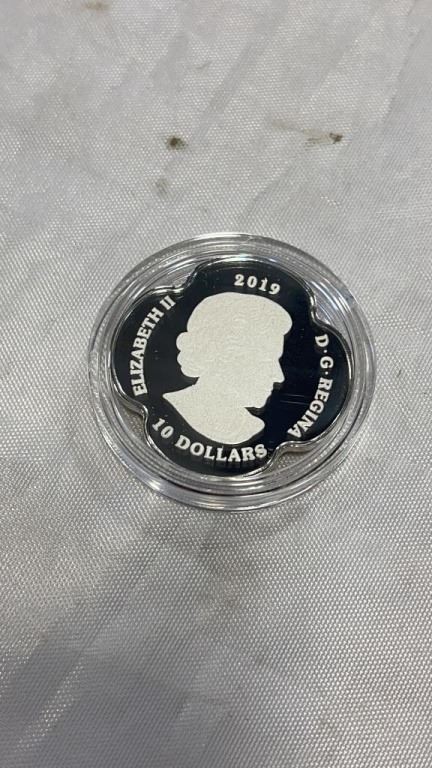 ELIZABETH II
2019
D·G·REGINA
10 DOLLARS